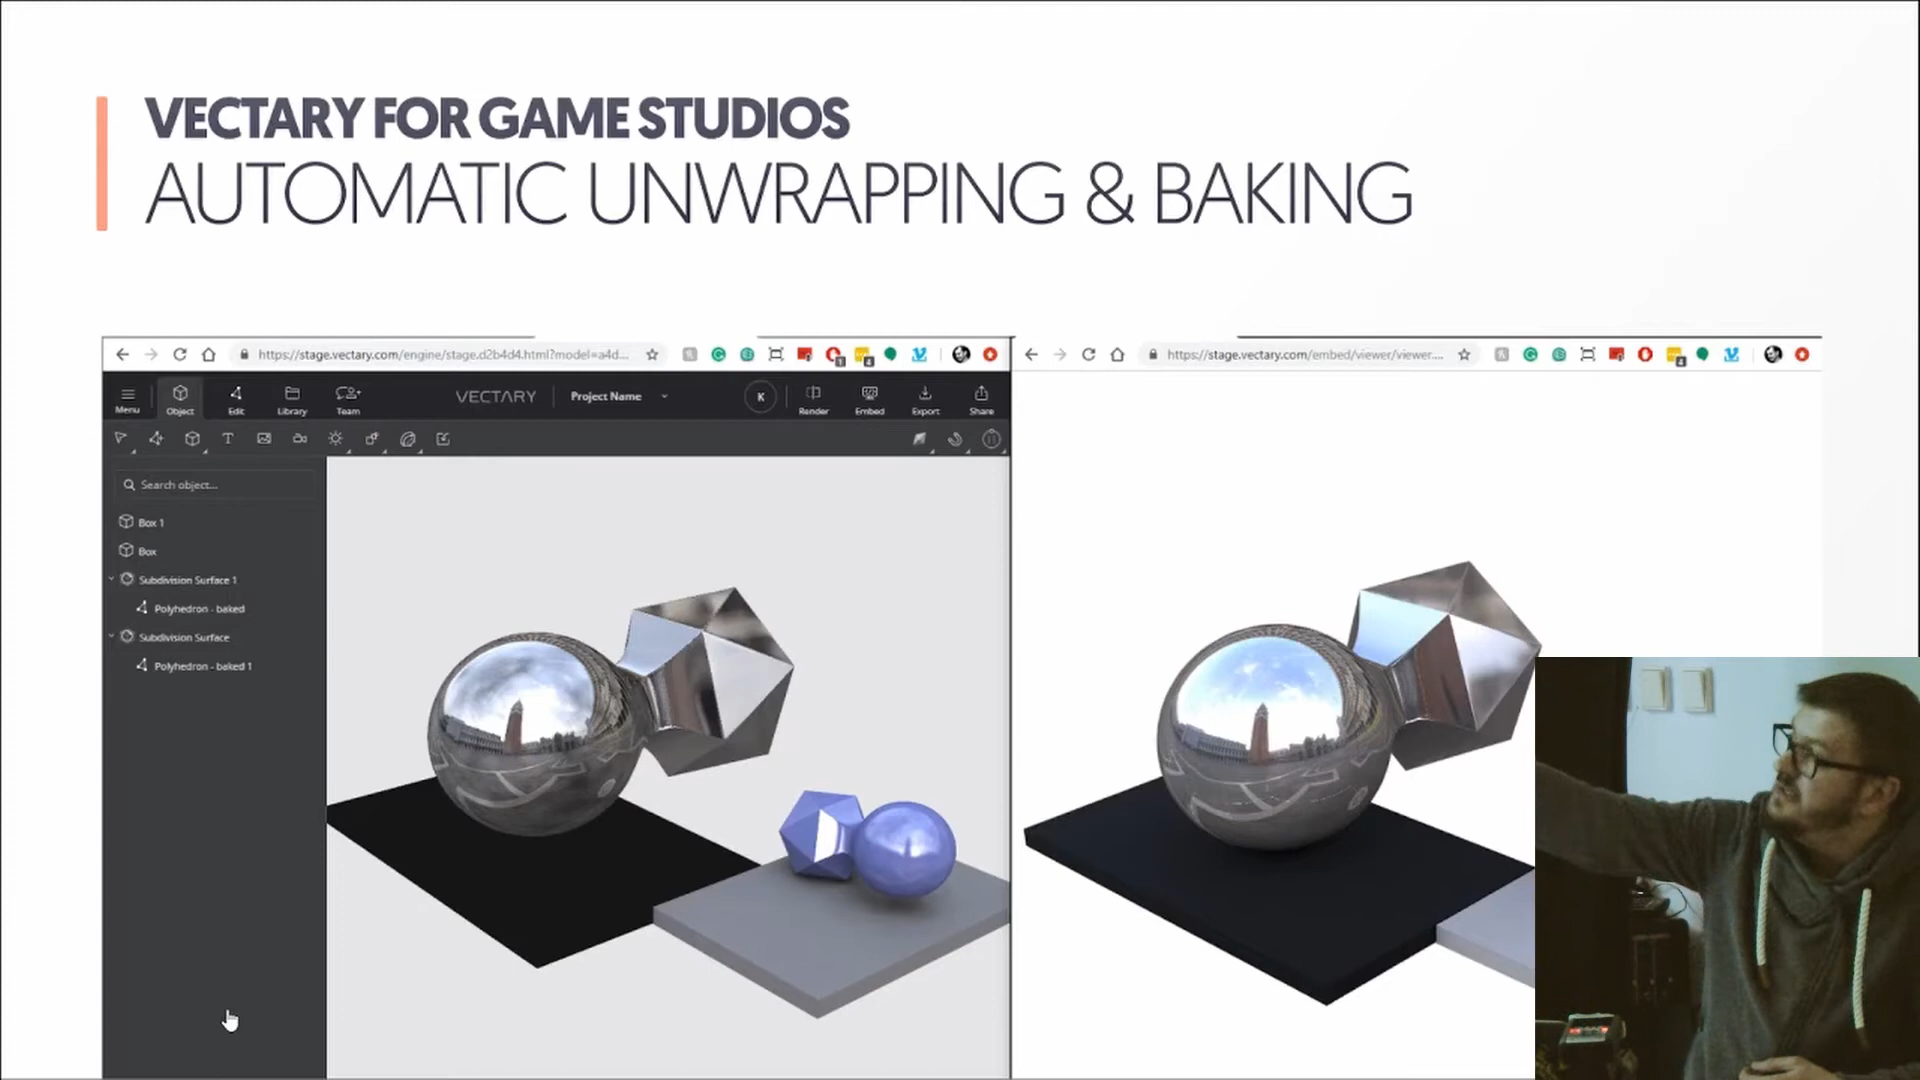 VECTARY FOR GAME STUDIOS
AUTOMATIC UNWRAPPING & BAKING
https://stage.vectary.com/engine/stage.d2b4d4.html?model=a4d...
https://stage.vectary.com/embed/viewer/viewer....
Menu
Object
Edit
Library
Team
VECTARY
Project Name
K
Render
Embed
Export
Share
T
Search object...
Box 1
Box
Subdivision Surface 1
Polyhedron - baked
Subdivision Surface
Polyhedron - baked 1